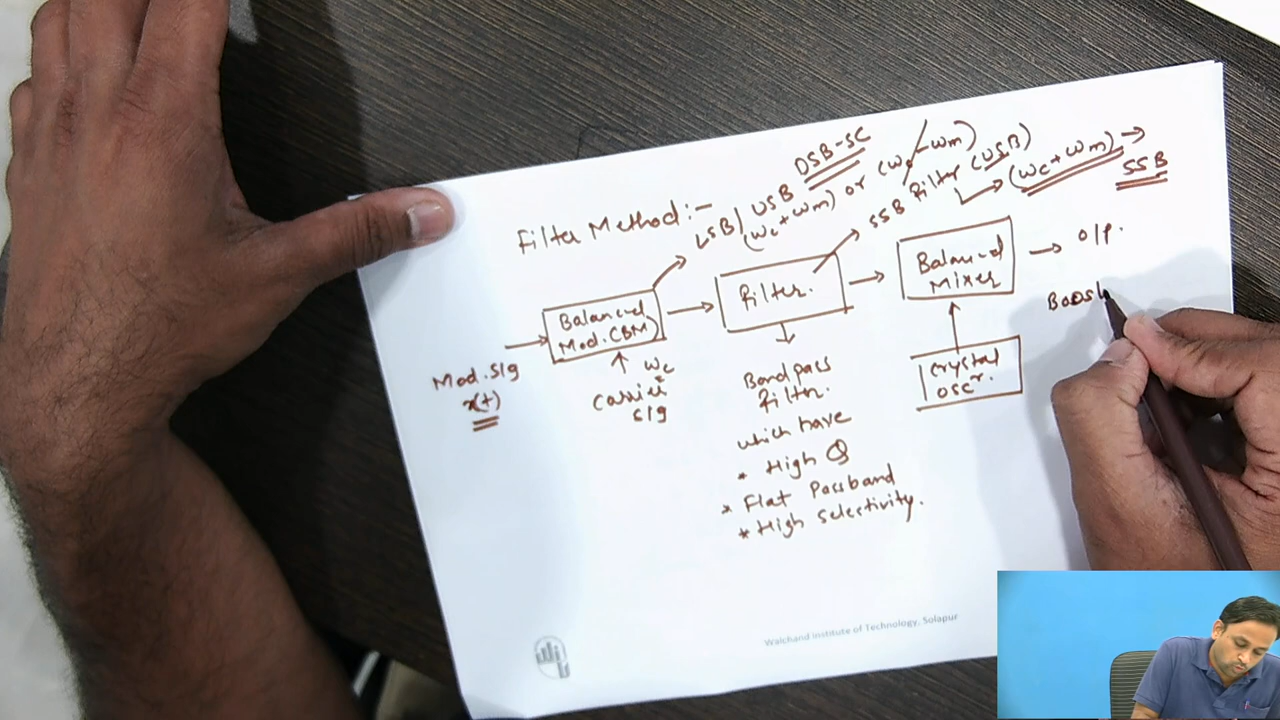 Filter Method:-
LSB/ USB DSB-SC
(ωc+ωm) or (ωc-ωm)
SSB Filter (USB)
(ωc+ωm) →
SSB
Mod. sig
x(t)
Balanced
Mod. (BM)
ωc
carrier
sig
Filter.
Bandpass
Filter.
which have
* High Q
* Flat Passband
* High selectivity.
Balanced
Mixer
O/P.
Crystal
oscr.
Boost
Walchand Institute of Technology, Solapur